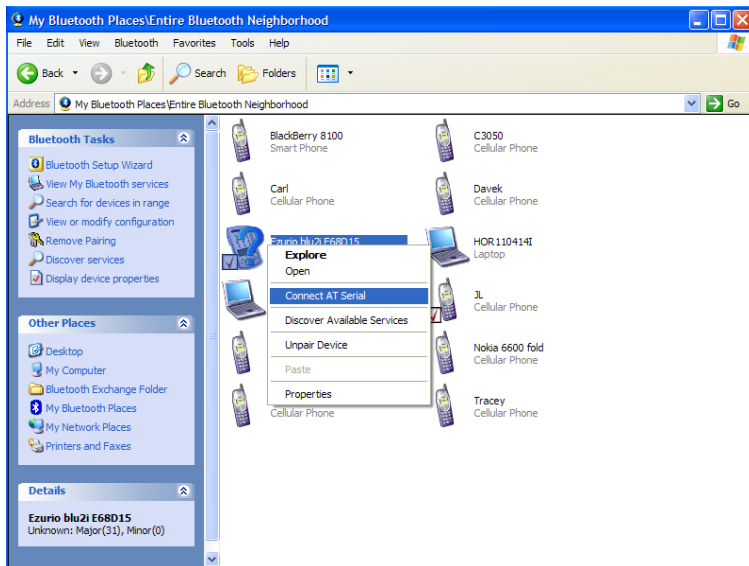 My Bluetooth Places\Entire Bluetooth Neighborhood
File Edit View Bluetooth Favorites Tools Help
Back Search Folders
Address My Bluetooth Places\Entire Bluetooth Neighborhood Go
Bluetooth Tasks
Bluetooth Setup Wizard
View My Bluetooth services
Search for devices in range
View or modify configuration
Remove Pairing
Discover services
Display device properties
Other Places
Desktop
My Computer
Bluetooth Exchange Folder
My Bluetooth Places
My Network Places
Printers and Faxes
Details
Ezurio blu2i E68D15
Unknown: Major(31), Minor(0)
BlackBerry 8100
Smart Phone
C3050
Cellular Phone
Carl
Cellular Phone
Davek
Cellular Phone
Ezurio blu2i E68D15
HOR110414I
Laptop
JL
Cellular Phone
Nokia 6600 fold
Cellular Phone
Cellular Phone
Tracey
Cellular Phone
Explore
Open
Connect AT Serial
Discover Available Services
Unpair Device
Paste
Properties